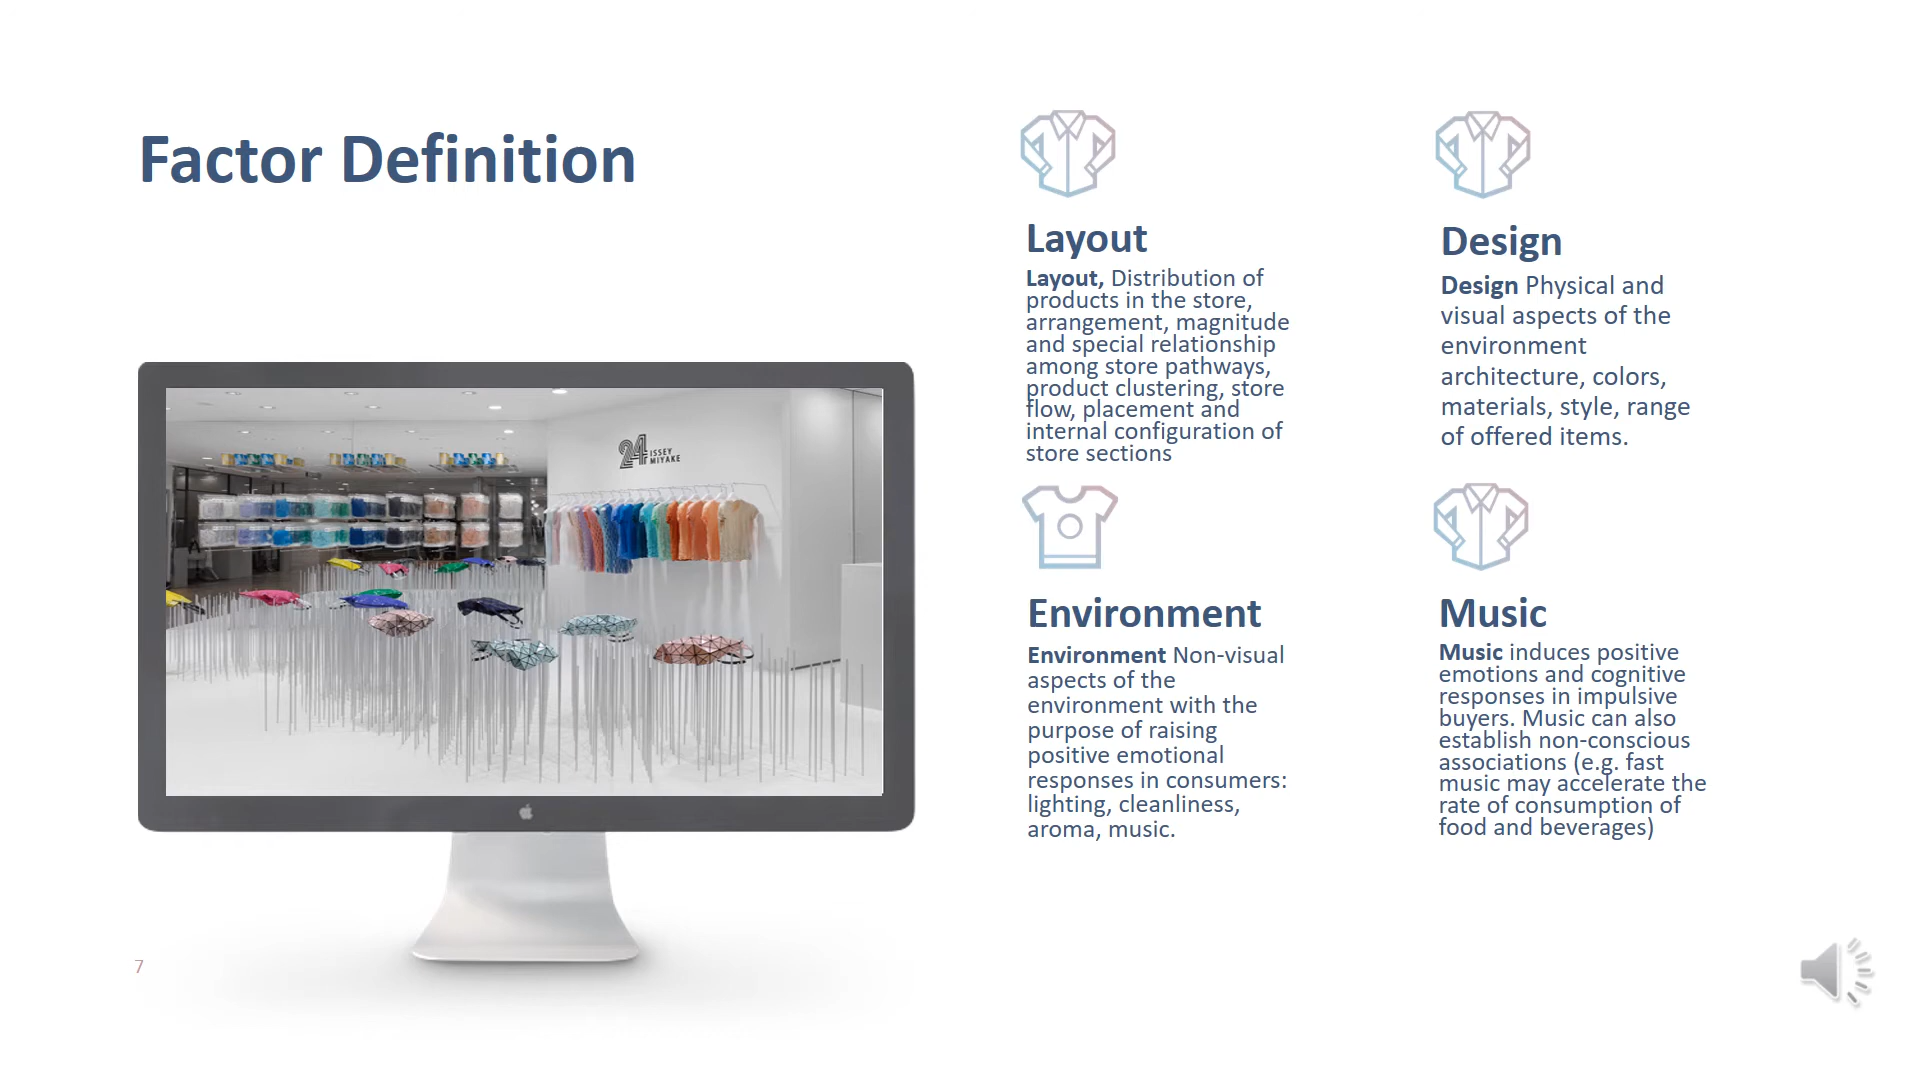 Factor Definition
24 ISSEY
MIYAKE
7
Layout
Layout, Distribution of
products in the store,
arrangement, magnitude
and special relationship
among store pathways,
product clustering, store
flow, placement and
internal configuration of
store sections
Design
Design Physical and
visual aspects of the
environment
architecture, colors,
materials, style, range
of offered items.
Environment
Environment Non-visual
aspects of the
environment with the
purpose of raising
positive emotional
responses in consumers:
lighting, cleanliness,
aroma, music.
Music
Music induces positive
emotions and cognitive
responses in impulsive
buyers. Music can also
establish non-conscious
associations (e.g. fast
music may accelerate the
rate of consumption of
food and beverages)